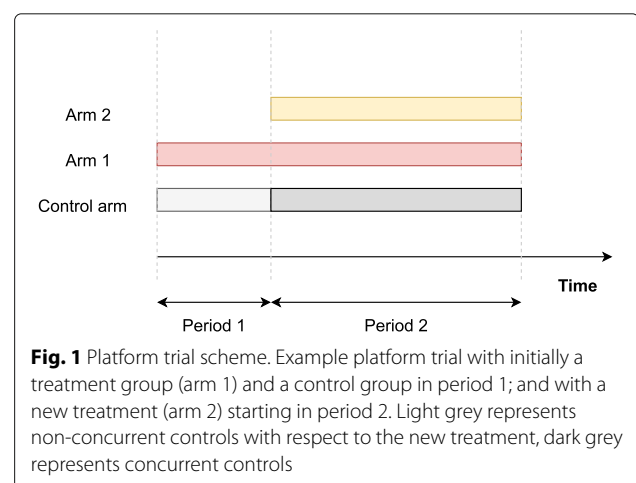 Arm 2
Arm 1
Control arm
Time
Period 1
Period 2
Fig. 1 Platform trial scheme. Example platform trial with initially a
treatment group (arm 1) and a control group in period 1; and with a
new treatment (arm 2) starting in period 2. Light grey represents
non-concurrent controls with respect to the new treatment, dark grey
represents concurrent controls